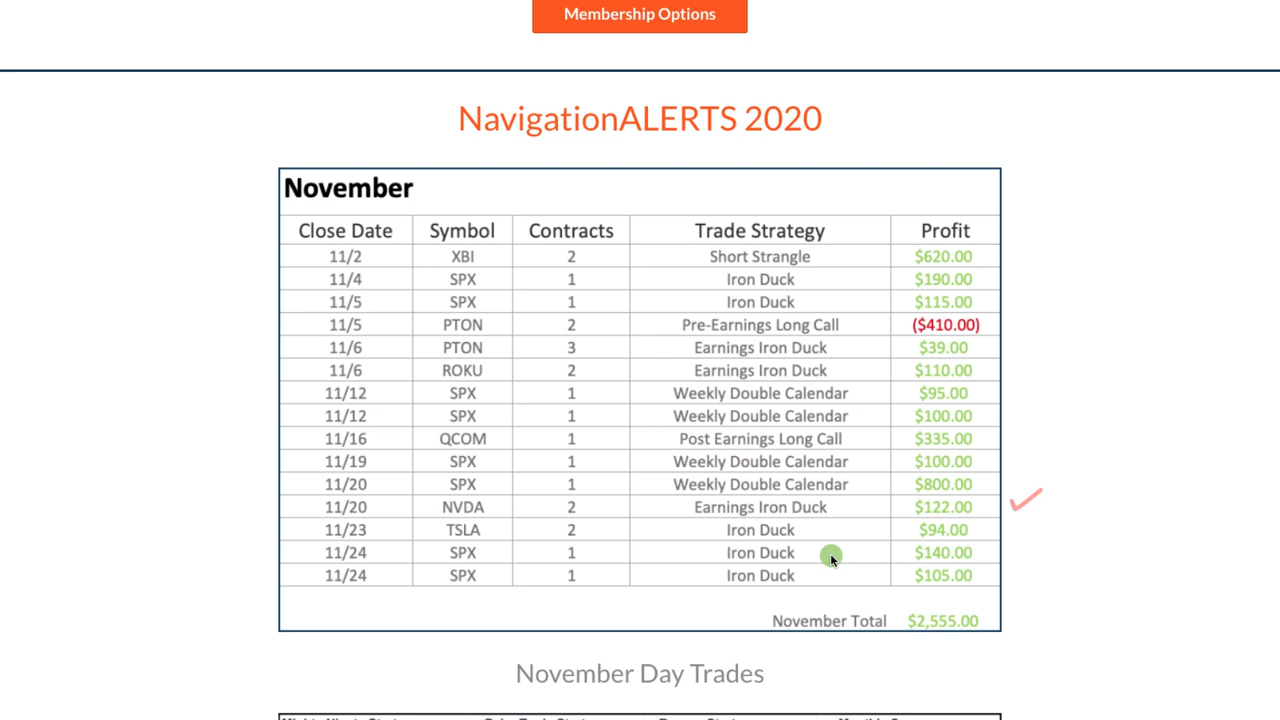 Membership Options
NavigationALERTS 2020
November
Close Date Symbol Contracts Trade Strategy Profit
11/2 XBI 2 Short Strangle $620.00
11/4 SPX 1 Iron Duck $190.00
11/5 SPX 1 Iron Duck $115.00
11/5 PTON 2 Pre-Earnings Long Call ($410.00)
11/6 PTON 3 Earnings Iron Duck $39.00
11/6 ROKU 2 Earnings Iron Duck $110.00
11/12 SPX 1 Weekly Double Calendar $95.00
11/12 SPX 1 Weekly Double Calendar $100.00
11/16 QCOM 1 Post Earnings Long Call $335.00
11/19 SPX 1 Weekly Double Calendar $100.00
11/20 SPX 1 Weekly Double Calendar $800.00
11/20 NVDA 2 Earnings Iron Duck $122.00
11/23 TSLA 2 Iron Duck $94.00
11/24 SPX 1 Iron Duck $140.00
11/24 SPX 1 Iron Duck $105.00
November Total $2,555.00
November Day Trades